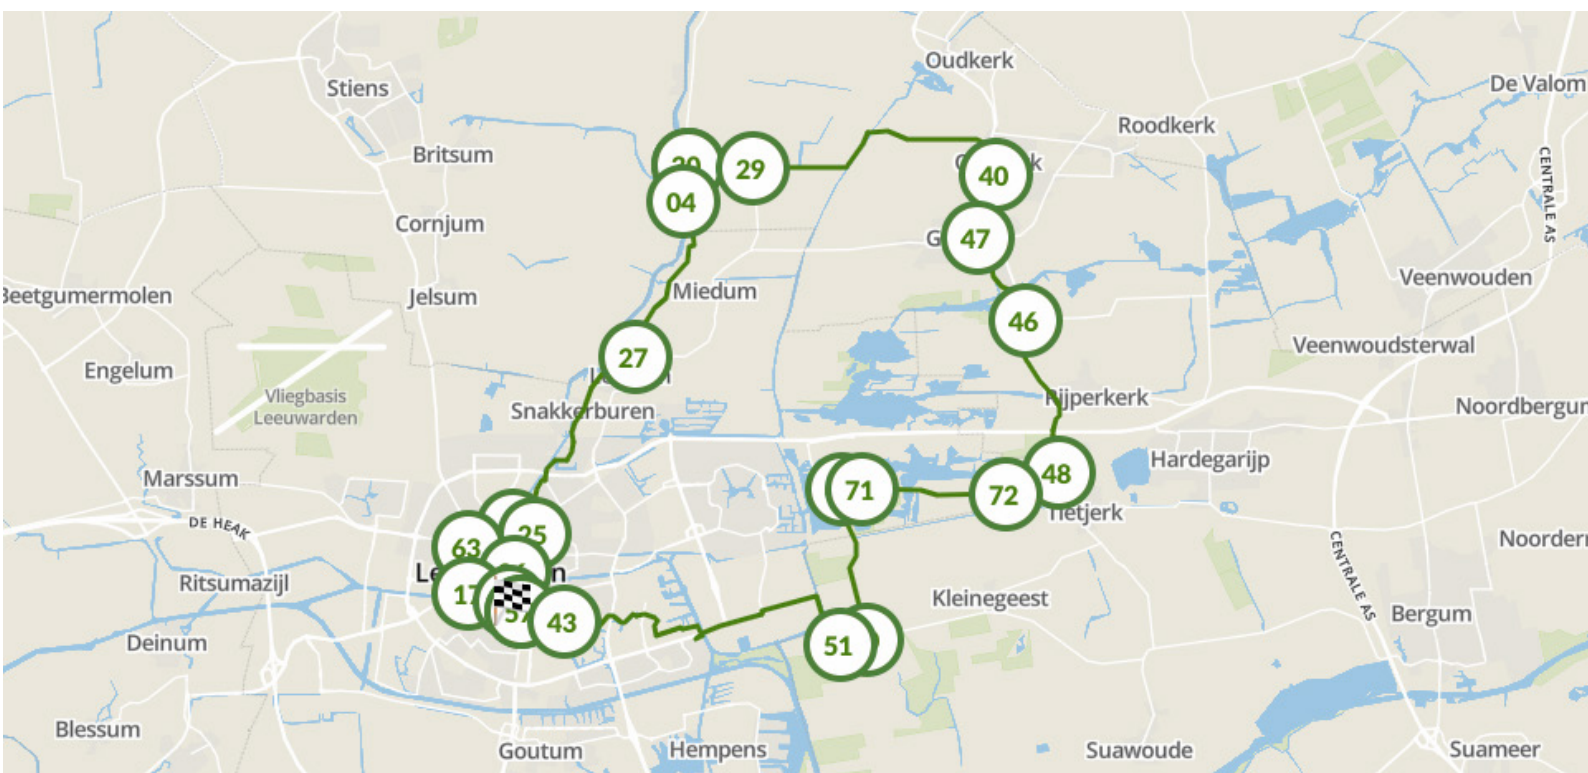 Oudkerk
De Valom
Stiens
Roodkerk
Britsum
29
40
CENTRALE AS
04
Cornjum
47
Veenwouden
Beetgumermolen
Jelsum
Miedum
46
Veenwoudsterwal
27
Engelum
Vliegbasis
Leeuwarden
Rijperkerk
Snakkerburen
Noordbergum
Hardegarijp
Marssum
48
71
72
Tietjerk
DE HEAK
25
63
CENTRALE AS
Ritsumazijl
17
57
43
Kleinegeest
Bergum
Deinum
51
Blessum
Goutum
Hempens
Suawoude
Suameer